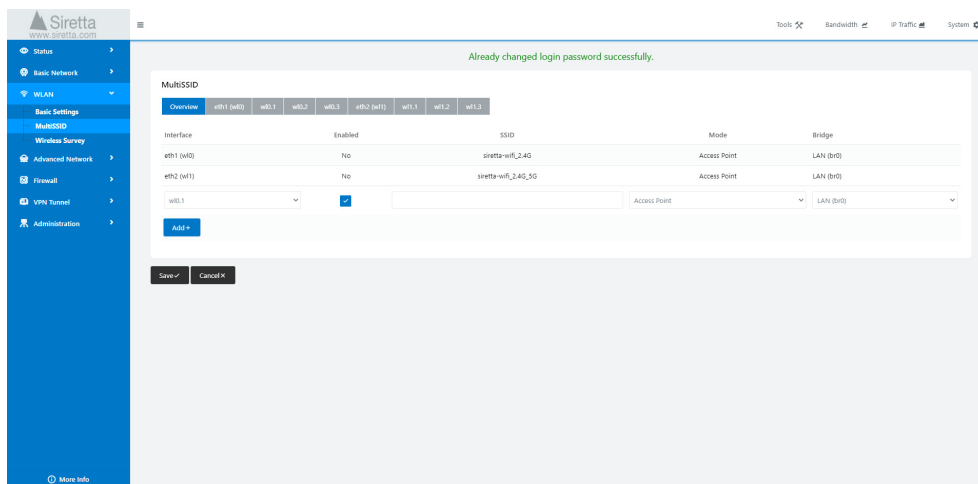 Siretta
www.siretta.com
Tools
Bandwidth
IP Traffic
System
Status
Basic Network
WLAN
Basic Settings
MultiSSID
Wireless Survey
Advanced Network
Firewall
VPN Tunnel
Administration
More Info
Already changed login password successfully.
MultiSSID
Overview eth1 (wl0) wl0.1 wl0.2 wl0.3 eth2 (wl1) wl1.1 wl1.2 wl1.3
Interface Enabled SSID Mode Bridge
eth1 (wl0) No siretta-wifi_2.4G Access Point LAN (br0)
eth2 (wl1) No siretta-wifi_2.4G_5G Access Point LAN (br0)
wl0.1 Access Point LAN (br0)
Add+
Save Cancel